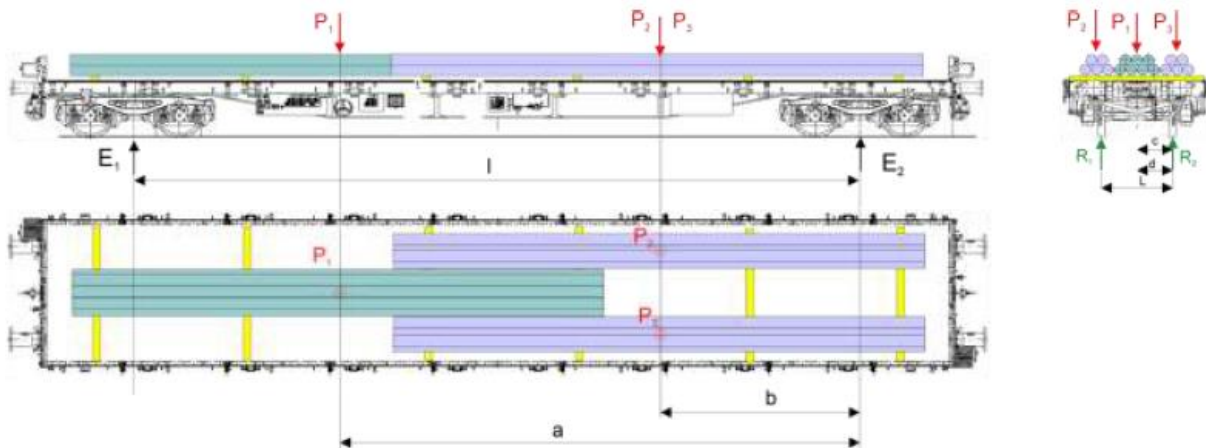 P₁ P₂ P₃
P₂ P₁ P₃
E₁ l E₂
c
R₁ d R₂
L
P₁ P₂
P₃
b
a